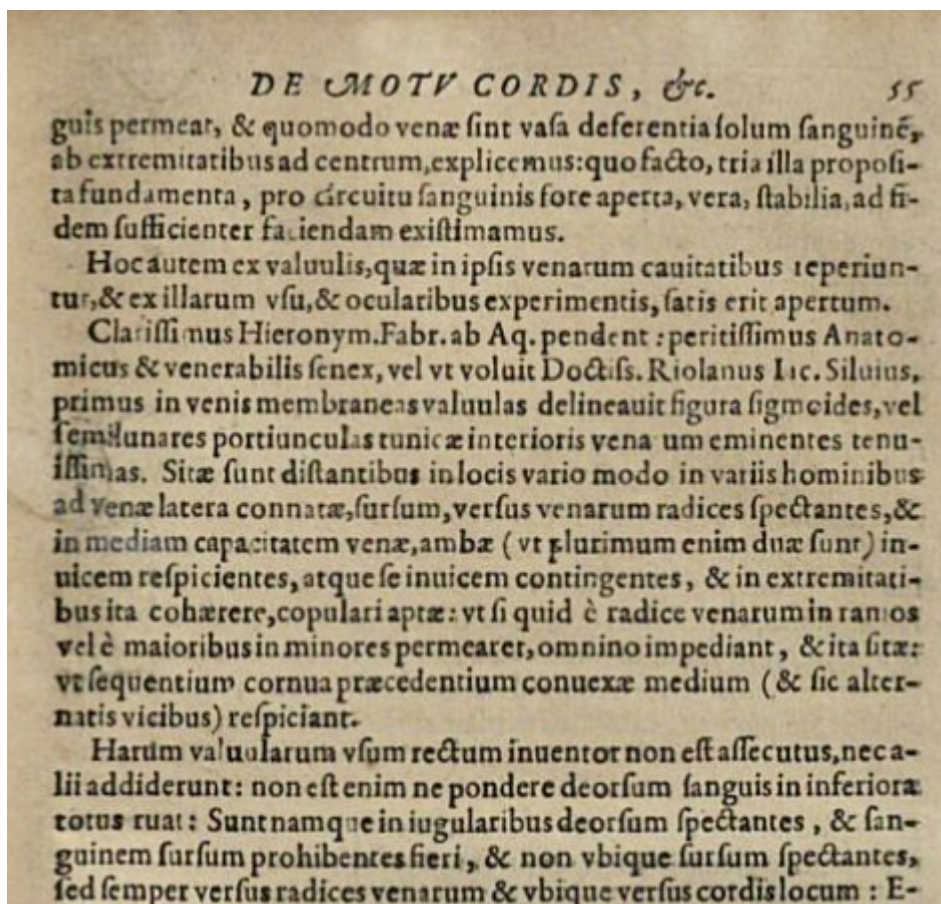 DE MOTV CORDIS, &c. 55
guis permeat, & quomodo venæ ſint vaſa deferentia ſolum ſanguinē,
ab extremitatibus ad centrum, explicemus: quo facto, tria illa propoſi-
ta fundamenta, pro circuitu ſanguinis fore aperta, vera, ſtabilia, ad fi-
dem ſufficienter faciendam exiſtimamus.
Hoc autem ex valuulis, quæ in ipſis venarum cauitatibus reperiun-
tur, & ex illarum vſu, & ocularibus experimentis, ſatis erit apertum.
Clariſſimus Hieronym. Fabr. ab Aq. pendent: peritiſſimus Anato-
micus & venerabilis ſenex, vel vt voluit Doctiſs. Riolanus Iac. Siluius,
primus in venis membraneas valuulas delineauit figura ſigmoides, vel
ſemilunares portiunculas tunicæ interioris venarum eminentes tenu-
iſſimas. Sitæ ſunt diſtantibus in locis vario modo in variis hominibus
ad venæ latera connatæ, ſurſum, verſus venarum radices ſpectantes, &
in mediam capacitatem venæ, ambæ (vt plurimum enim duæ ſunt) in-
uicem reſpicientes, atque ſe inuicem contingentes, & in extremitati-
bus ita cohærere, copulari aptæ: vt ſi quid è radice venarum in ramos
vel è maioribus in minores permearet, omnino impediant, & ita ſitæ:
vt ſequentium cornua præcedentium conuexæ medium (& ſic alter-
natis vicibus) reſpiciant.
Harum valuularum vſum rectum inuentor non eſt aſſecutus, nec a-
lii addiderunt: non eſt enim ne pondere deorſum ſanguis in inferiora
totus ruat: Sunt namque in iugularibus deorſum ſpectantes, & ſan-
guinem ſurſum prohibentes fieri, & non vbique ſurſum ſpectantes,
ſed ſemper verſus radices venarum & vbique verſus cordis locum: E-